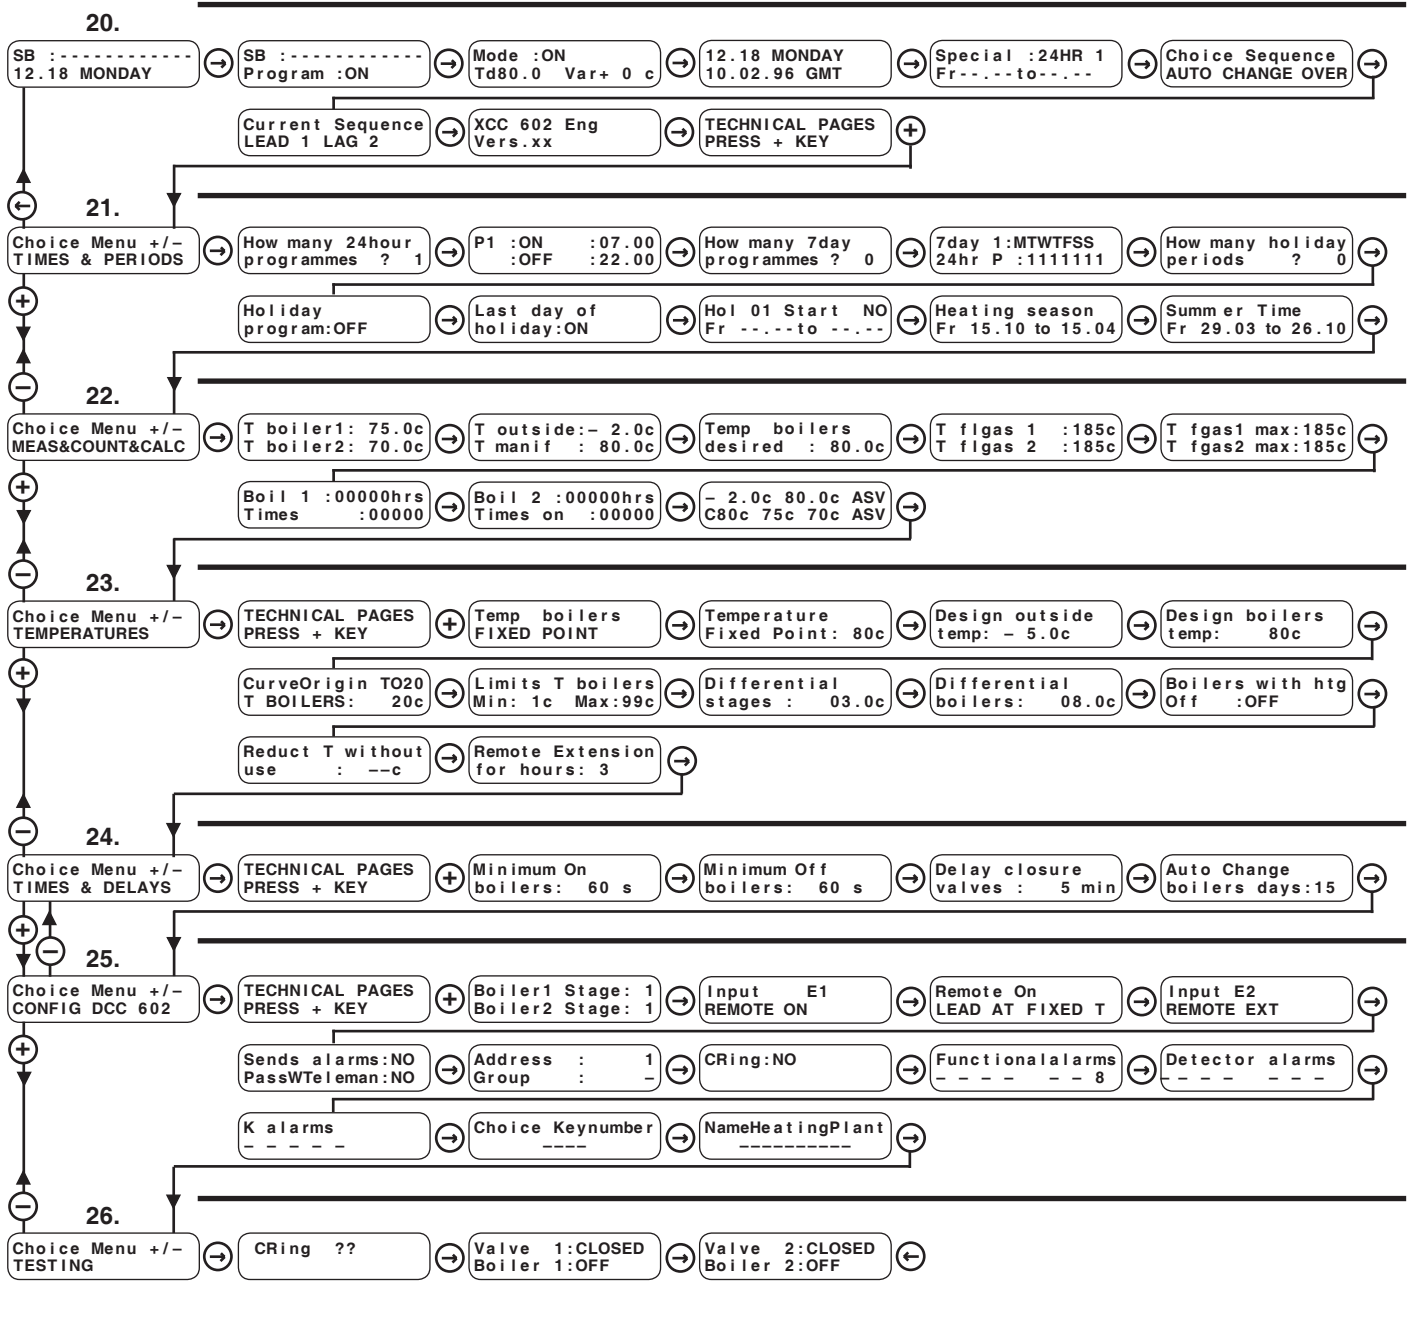 20.
SB :------------
12.18 MONDAY
SB :------------
Program :ON
Mode :ON
Td80.0 Var+ 0 c
12.18 MONDAY
10.02.96 GMT
Special :24HR 1
Fr--.--to--.--
Choice Sequence
AUTO CHANGE OVER
Current Sequence
LEAD 1 LAG 2
XCC 602 Eng
Vers.xx
TECHNICAL PAGES
PRESS + KEY
21.
Choice Menu +/–
TIMES & PERIODS
How many 24hour
programmes ? 1
P1 :ON :07.00
:OFF :22.00
How many 7day
programmes ? 0
7day 1:MTWTFSS
24hr P :1111111
How many holiday
periods ? 0
Holiday
program:OFF
Last day of
holiday:ON
Hol 01 Start NO
Fr --.--to --.--
Heating season
Fr 15.10 to 15.04
Summer Time
Fr 29.03 to 26.10
22.
Choice Menu +/–
MEAS&COUNT&CALC
T boiler1: 75.0c
T boiler2: 70.0c
T outside:– 2.0c
T manif : 80.0c
Temp boilers
desired : 80.0c
T flgas 1 :185c
T flgas 2 :185c
T fgas1 max:185c
T fgas2 max:185c
Boil 1 :00000hrs
Times :00000
Boil 2 :00000hrs
Times on :00000
– 2.0c 80.0c ASV
C80c 75c 70c ASV
23.
Choice Menu +/–
TEMPERATURES
TECHNICAL PAGES
PRESS + KEY
Temp boilers
FIXED POINT
Temperature
Fixed Point: 80c
Design outside
temp: – 5.0c
Design boilers
temp: 80c
CurveOrigin TO20
T BOILERS: 20c
Limits T boilers
Min: 1c Max:99c
Differential
stages : 03.0c
Differential
boilers: 08.0c
Boilers with htg
Off :OFF
Reduct T without
use : ––c
Remote Extension
for hours: 3
24.
Choice Menu +/–
TIMES & DELAYS
TECHNICAL PAGES
PRESS + KEY
Minimum On
boilers: 60 s
Minimum Off
boilers: 60 s
Delay closure
valves : 5 min
Auto Change
boilers days:15
25.
Choice Menu +/–
CONFIG DCC 602
TECHNICAL PAGES
PRESS + KEY
Boiler1 Stage: 1
Boiler2 Stage: 1
Input E1
REMOTE ON
Remote On
LEAD AT FIXED T
Input E2
REMOTE EXT
Sends alarms:NO
PassWTeleman:NO
Address : 1
Group : –
CRing:NO
Functionalalarms
– – – – – – 8
Detector alarms
– – – – – – –
K alarms
– – – – –
Choice Keynumber
––––
NameHeatingPlant
––––––––––
26.
Choice Menu +/–
TESTING
CRing ??
Valve 1:CLOSED
Boiler 1:OFF
Valve 2:CLOSED
Boiler 2:OFF